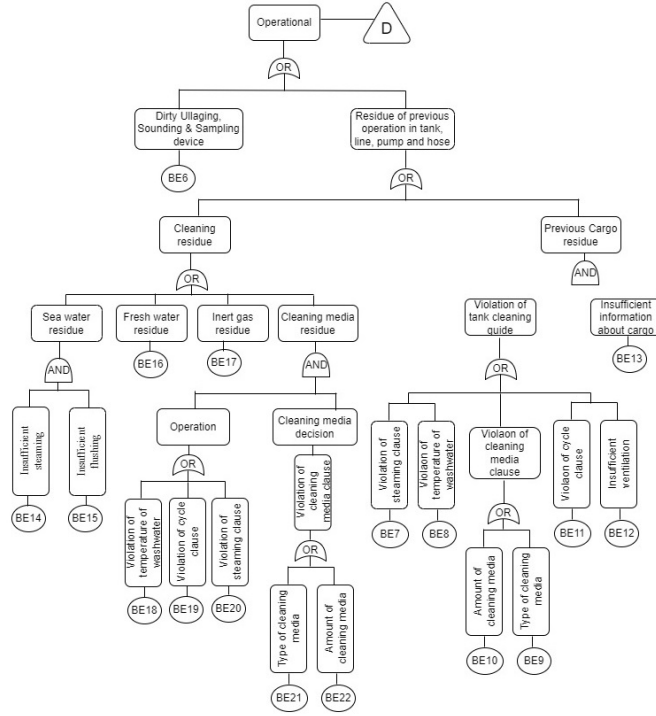 Operational
D
OR
Dirty Ullaging,
Sounding & Sampling
device
Residue of previous
operation in tank,
line, pump and hose
BE6
OR
Cleaning
residue
Previous Cargo
residue
OR
AND
Sea water
residue
Fresh water
residue
Inert gas
residue
Cleaning media
residue
Violation of
tank cleaning
guide
Insufficient
information
about cargo
AND
BE16
BE17
AND
OR
BE13
Insufficient
steaming
Insufficient
flushing
Operation
Cleaning media
decision
Violation of
steaming clause
Violaon of
temperature of
washwater
Violaon of
cleaning
media
clause
Violaon of cycle
clause
Insufficient
ventilation
OR
Violation of
cleaning
media clause
BE14
BE15
BE7
BE8
OR
BE11
BE12
Violation of
temperature of
washwater
Violation of cycle
clause
Violation of
steaming clause
OR
BE18
BE19
BE20
Amount of
cleaning media
Type of cleaning
media
Type of cleaning
media
Amount of
cleaning media
BE10
BE9
BE21
BE22